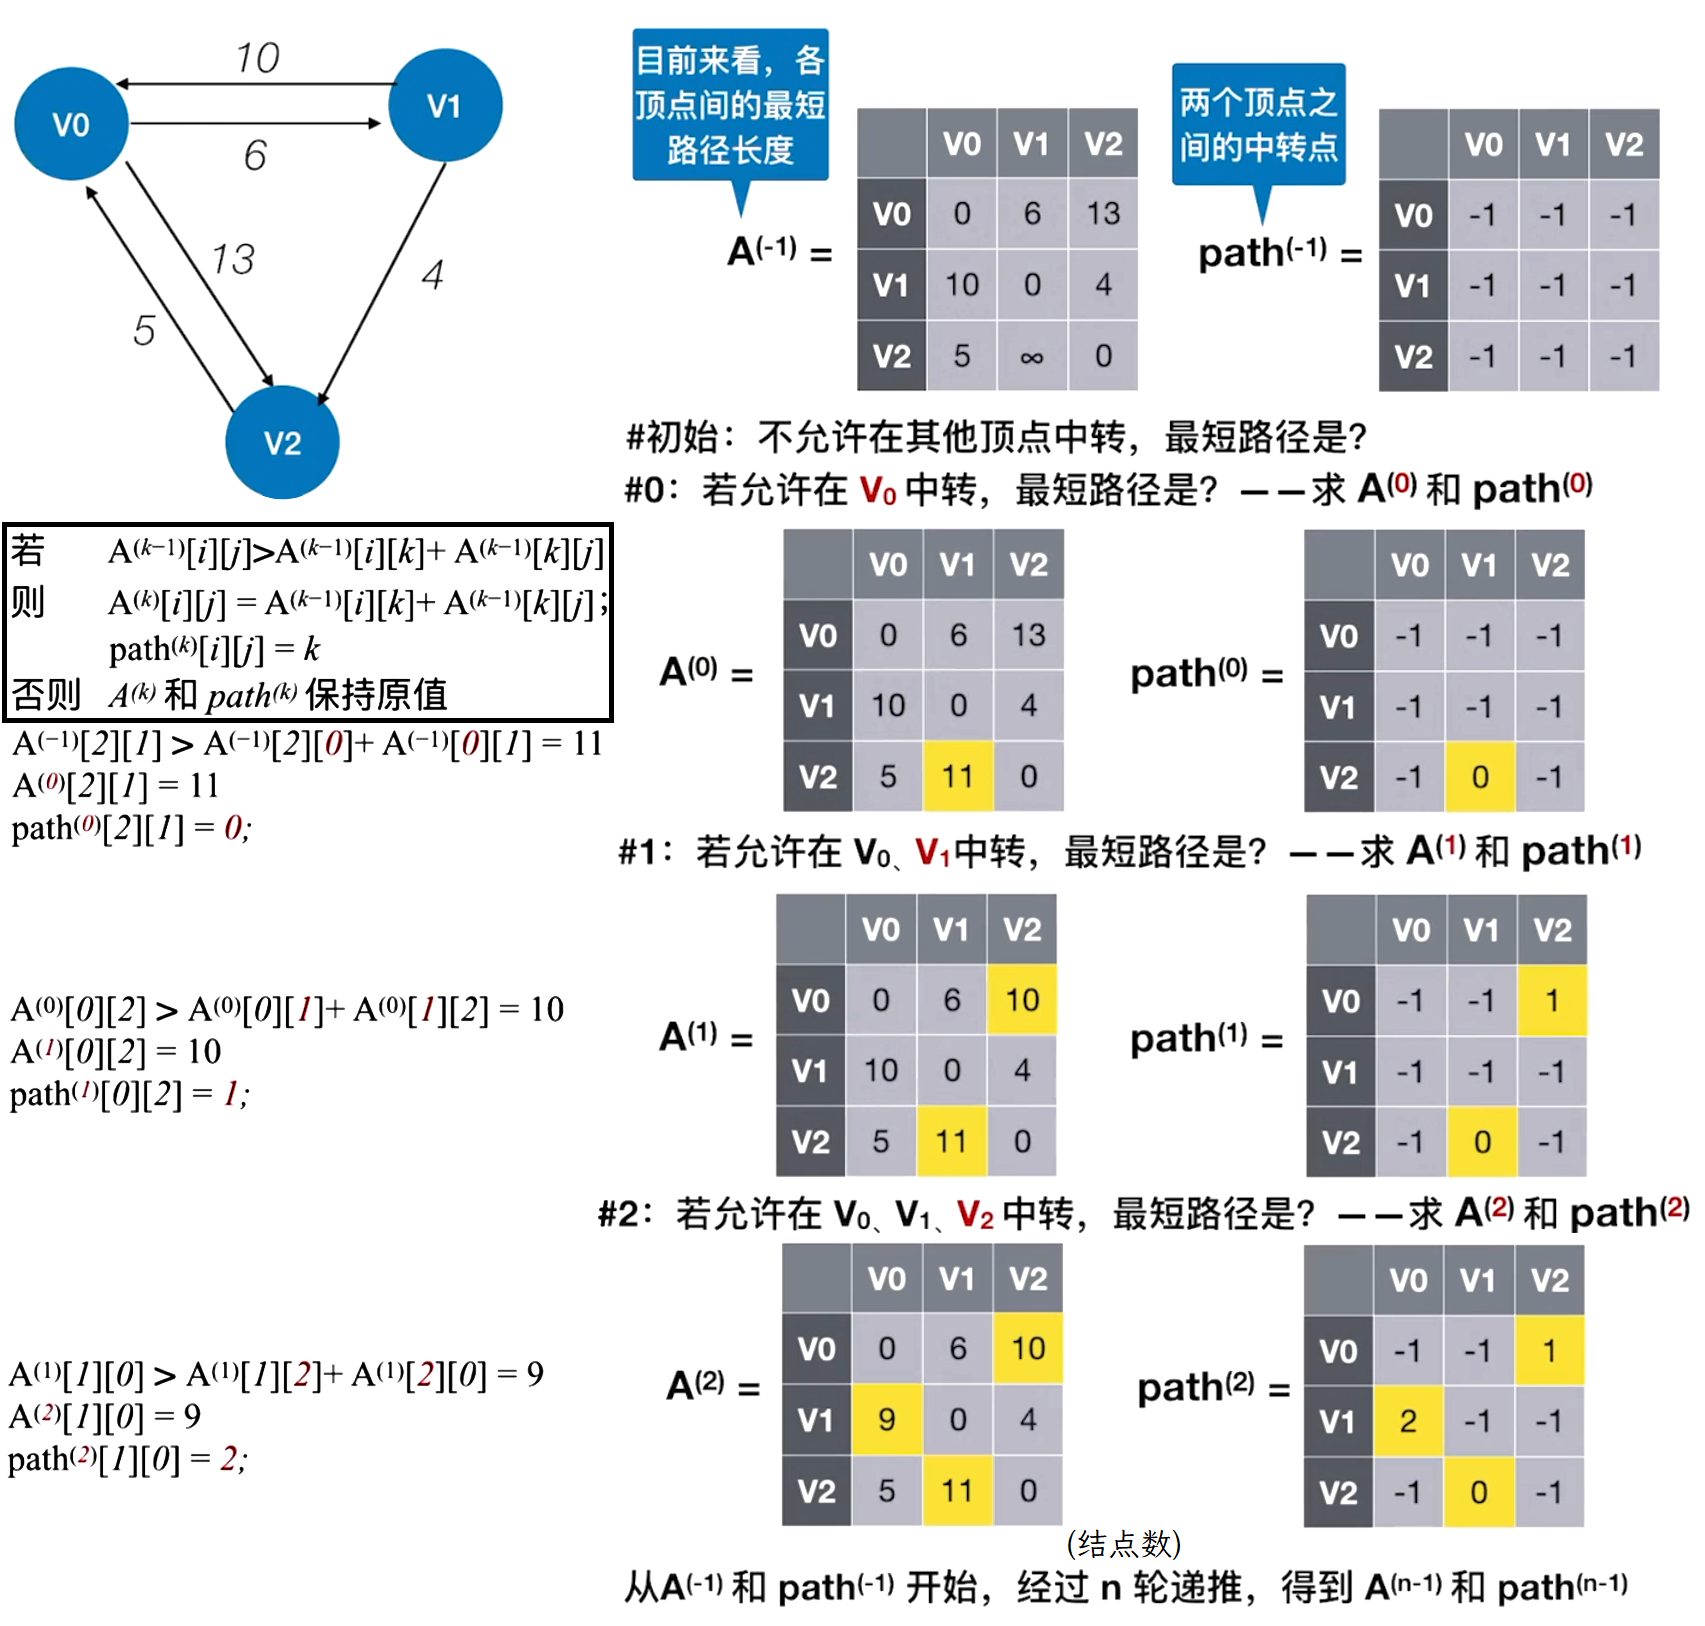 10
V0
V1
6
13
4
5
V2
目前来看，各
顶点间的最短
路径长度
A(-1) =
V0 V1 V2
V0 0 6 13
V1 10 0 4
V2 5 ∞ 0
两个顶点之
间的中转点
path(-1) =
V0 V1 V2
V0 -1 -1 -1
V1 -1 -1 -1
V2 -1 -1 -1
#初始：不允许在其他顶点中转，最短路径是？
#0：若允许在 V0 中转，最短路径是？——求 A(0) 和 path(0)
若 A(k−1)[i][j]>A(k−1)[i][k]+ A(k−1)[k][j]
则 A(k)[i][j] = A(k−1)[i][k]+ A(k−1)[k][j];
path(k)[i][j] = k
否则 A(k) 和 path(k) 保持原值
A(−1)[2][1] > A(−1)[2][0]+ A(−1)[0][1] = 11
A(0)[2][1] = 11
path(0)[2][1] = 0;
A(0) =
V0 V1 V2
V0 0 6 13
V1 10 0 4
V2 5 11 0
path(0) =
V0 V1 V2
V0 -1 -1 -1
V1 -1 -1 -1
V2 -1 0 -1
#1：若允许在 V0、V1中转，最短路径是？——求 A(1) 和 path(1)
A(0)[0][2] > A(0)[0][1]+ A(0)[1][2] = 10
A(1)[0][2] = 10
path(1)[0][2] = 1;
A(1) =
V0 V1 V2
V0 0 6 10
V1 10 0 4
V2 5 11 0
path(1) =
V0 V1 V2
V0 -1 -1 1
V1 -1 -1 -1
V2 -1 0 -1
#2：若允许在 V0、V1、V2 中转，最短路径是？——求 A(2) 和 path(2)
A(1)[1][0] > A(1)[1][2]+ A(1)[2][0] = 9
A(2)[1][0] = 9
path(2)[1][0] = 2;
A(2) =
V0 V1 V2
V0 0 6 10
V1 9 0 4
V2 5 11 0
path(2) =
V0 V1 V2
V0 -1 -1 1
V1 2 -1 -1
V2 -1 0 -1
(结点数)
从A(-1) 和 path(-1) 开始，经过 n 轮递推，得到 A(n-1) 和 path(n-1)